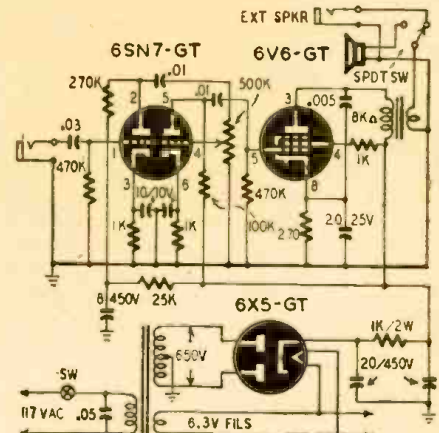 EXT SPKR
6SN7-GT
6V6-GT
SPDT SW
270K
.01
500K
2
5
.01
3
.005
8KΩ
.03
1
4
5
4
1K
470K
3
6
8
10/10V
470K
1K
1K
100K
270
20
25V
8
450V
25K
6X5-GT
1K/2W
650V
20/450V
SW
117 VAC
.05
6.3V FILS